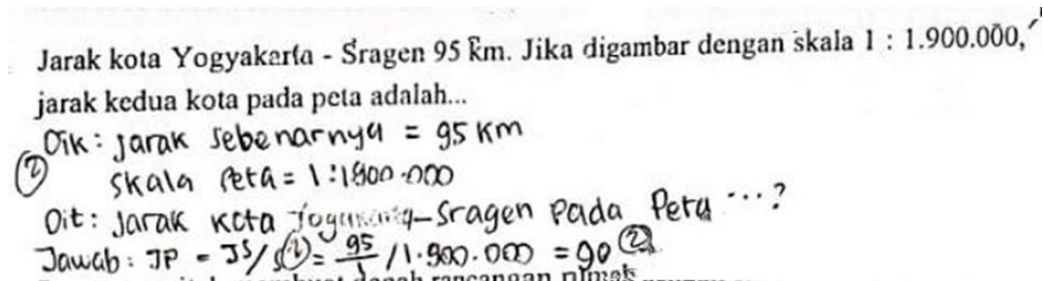 Jarak kota Yogyakarta - Sragen 95 km. Jika digambar dengan skala 1 : 1.900.000,
jarak kedua kota pada peta adalah...
Dik : Jarak Sebenarnya = 95 Km
② Skala Peta = 1:1900.000
Dit : Jarak Kota - Sragen Pada Peta ...?
Jawab : JP = JS/S ② = 95/1 / 1.900.000 = 90 ②